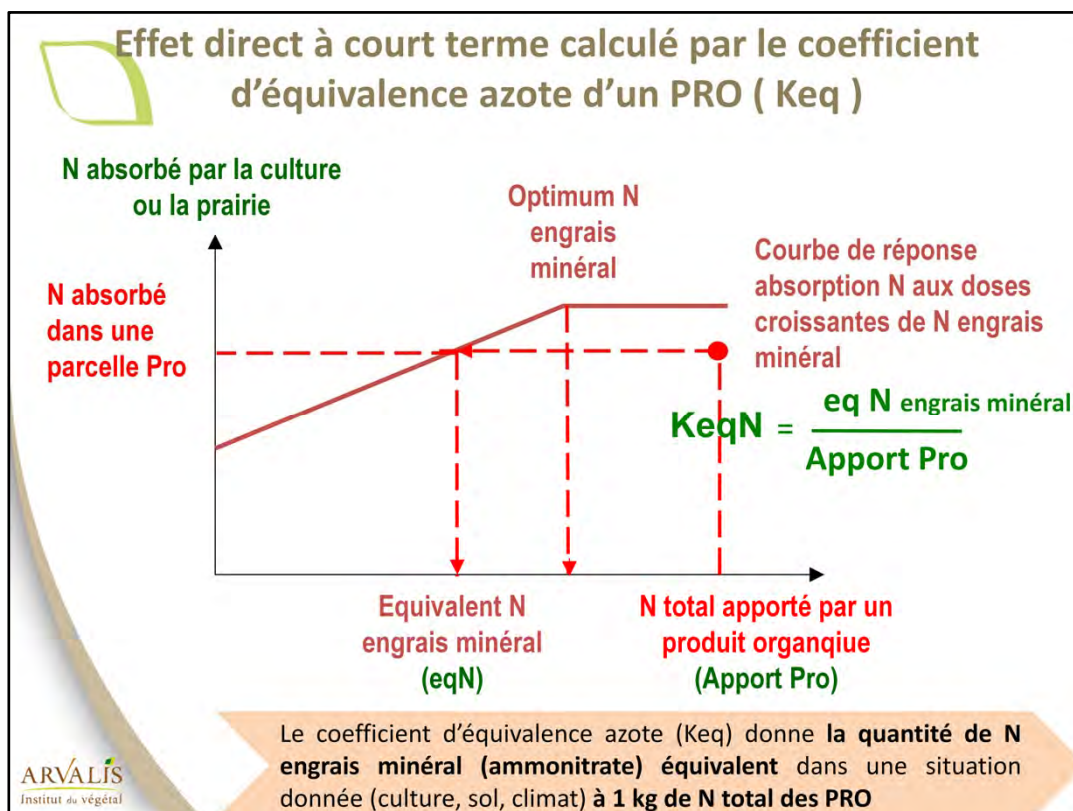 Effet direct à court terme calculé par le coefficient
d'équivalence azote d'un PRO ( Keq )
N absorbé par la culture
ou la prairie
Optimum N
engrais
minéral
Courbe de réponse
absorption N aux doses
croissantes de N engrais
minéral
N absorbé
dans une
parcelle Pro
KeqN = eq N engrais minéral
Apport Pro
Equivalent N
engrais minéral
(eqN)
N total apporté par un
produit organqiue
(Apport Pro)
Le coefficient d'équivalence azote (Keq) donne la quantité de N
engrais minéral (ammonitrate) équivalent dans une situation
donnée (culture, sol, climat) à 1 kg de N total des PRO
ARVALIS
Institut du végétal